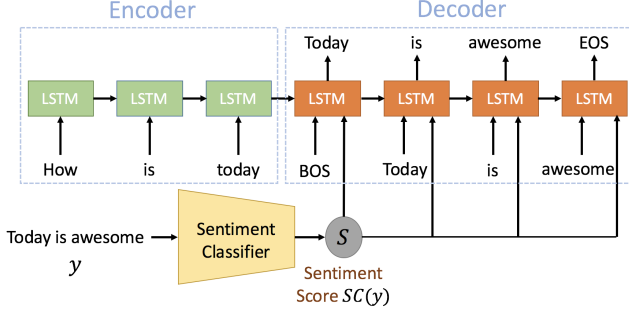 Encoder
Decoder
Today is awesome EOS
LSTM LSTM LSTM LSTM LSTM LSTM LSTM
How is today BOS Today is awesome
Today is awesome
y
Sentiment
Classifier
S
Sentiment
Score SC(y)